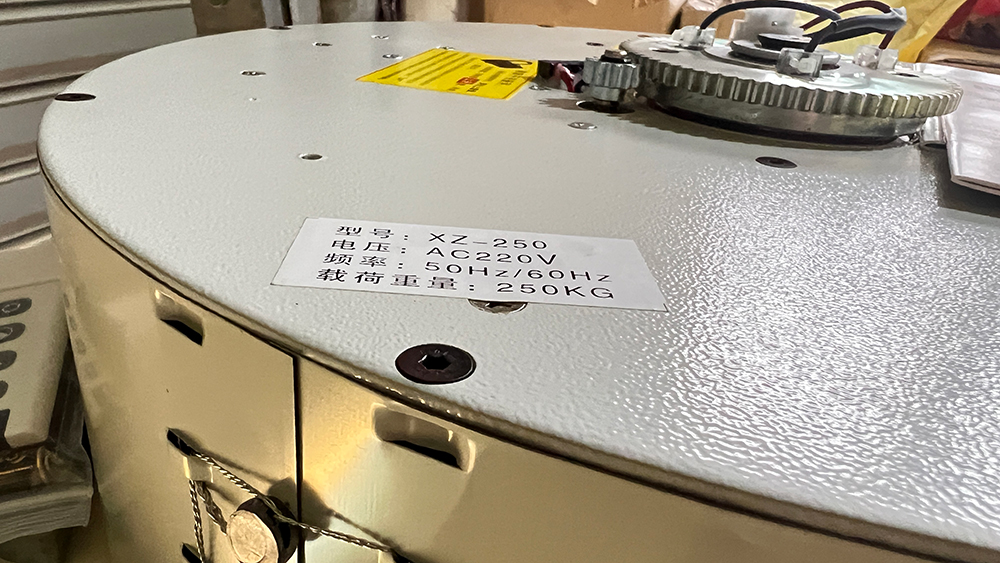 型号: XZ-250
电压: AC220V
频率: 50Hz/60Hz
载荷重量: 250KG